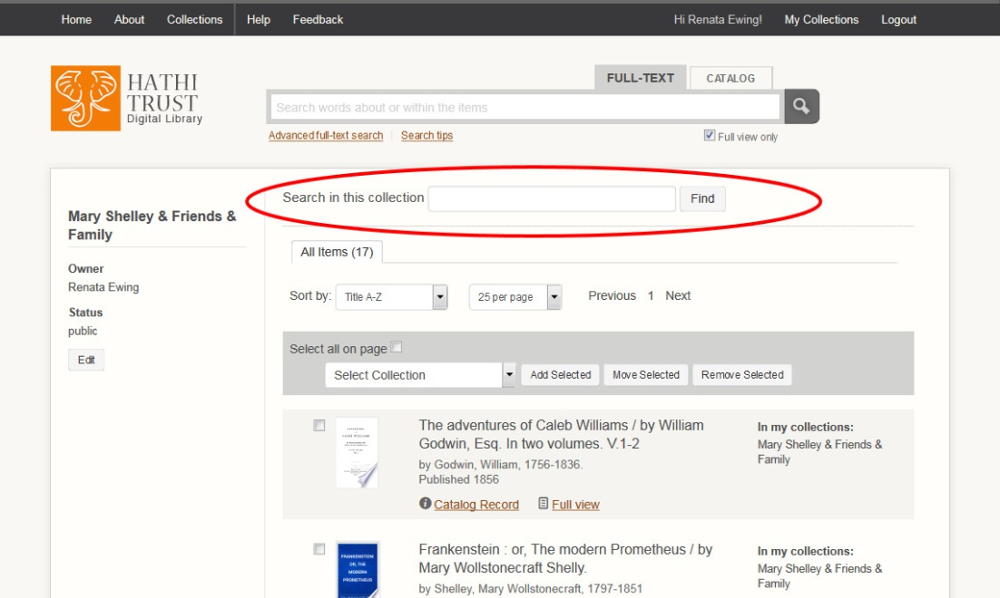 Home About Collections Help Feedback Hi Renata Ewing! My Collections Logout
HATHI
TRUST
Digital Library
FULL-TEXT CATALOG
Search words about or within the items
Advanced full-text search Search tips Full view only
Search in this collection Find
Mary Shelley & Friends &
Family
Owner
Renata Ewing
Status
public
Edit
All Items (17)
Sort by: Title A-Z 25 per page Previous 1 Next
Select all on page
Select Collection Add Selected Move Selected Remove Selected
The adventures of Caleb Williams / by William
Godwin, Esq. In two volumes. V.1-2
by Godwin, William, 1756-1836.
Published 1856
Catalog Record Full view
In my collections:
Mary Shelley & Friends &
Family
CALEB WILLIAMS
FRANKENSTEIN
OR, THE
MODERN
PROMETHEUS
Frankenstein : or, The modern Prometheus / by
Mary Wollstonecraft Shelly.
by Shelley, Mary Wollstonecraft, 1797-1851
In my collections:
Mary Shelley & Friends &
Family